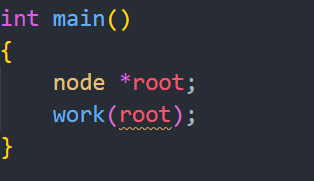 int main()
{
    node *root;
    work(root);
}